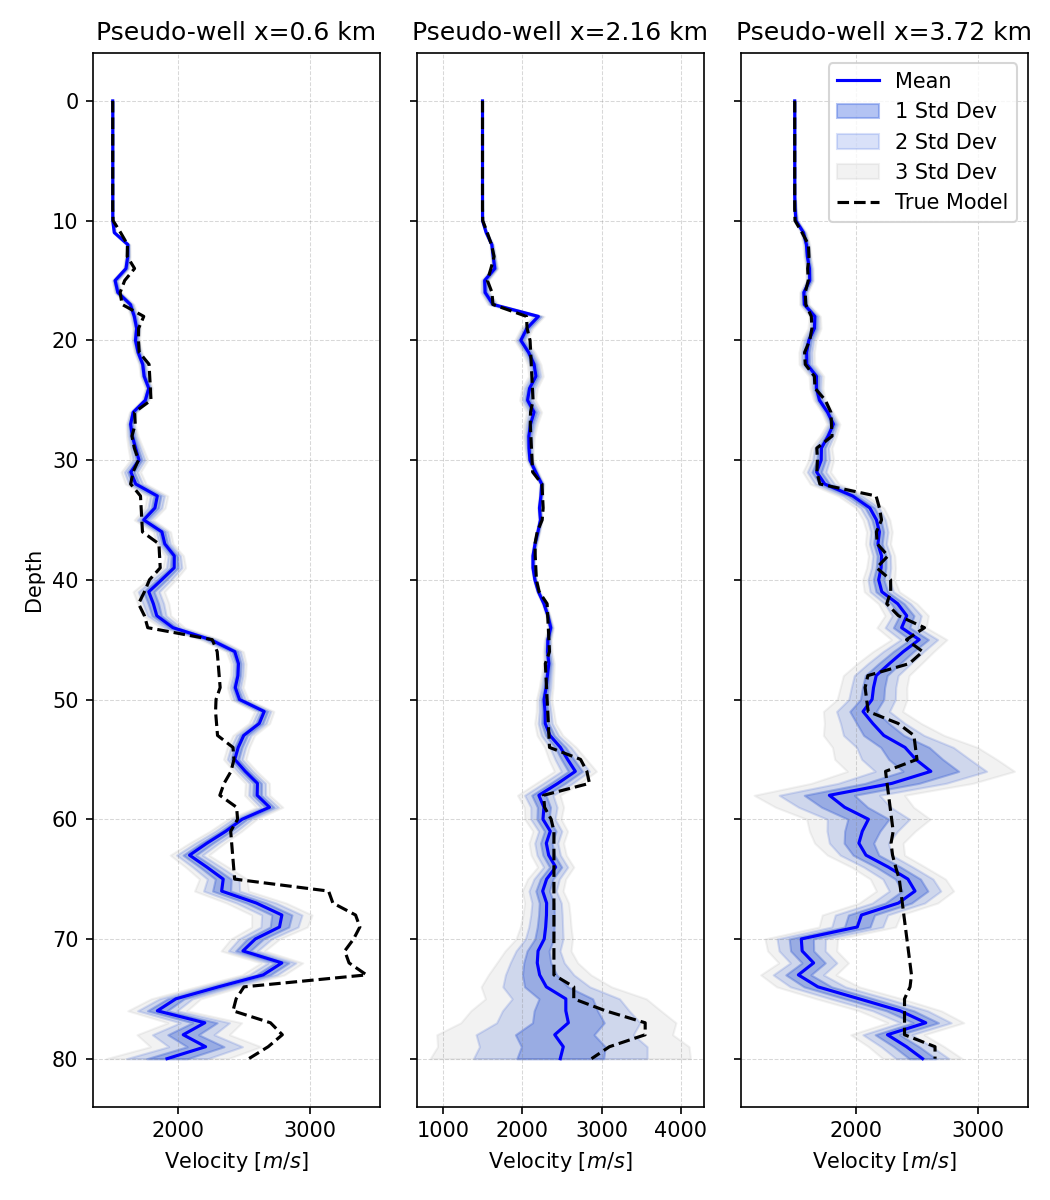 Pseudo-well x=0.6 km
Pseudo-well x=2.16 km
Pseudo-well x=3.72 km
Mean
1 Std Dev
2 Std Dev
3 Std Dev
True Model
0
10
20
30
40
50
60
70
80
Depth
2000 3000
1000 2000 3000 4000
2000 3000
Velocity [m/s]
Velocity [m/s]
Velocity [m/s]